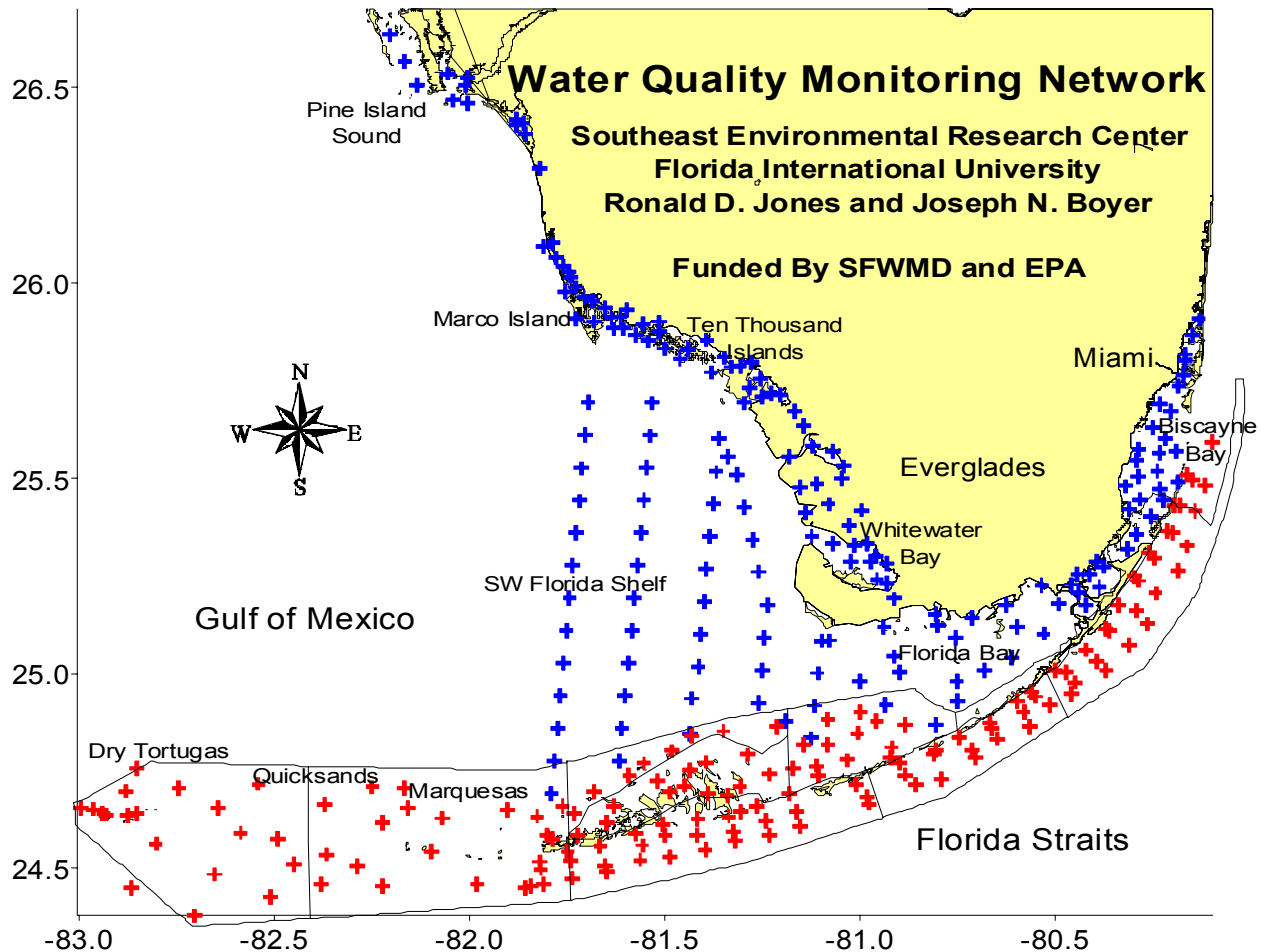 26.5
26.0
25.5
25.0
24.5
Water Quality Monitoring Network
Southeast Environmental Research Center
Florida International University
Ronald D. Jones and Joseph N. Boyer
Funded By SFWMD and EPA
Pine Island
Sound
Marco Island
Ten Thousand
Islands
Miami
Biscayne
Bay
N
W
E
S
Everglades
Whitewater
Bay
SW Florida Shelf
Gulf of Mexico
Florida Bay
Dry Tortugas
Quicksands
Marquesas
Florida Straits
-83.0
-82.5
-82.0
-81.5
-81.0
-80.5